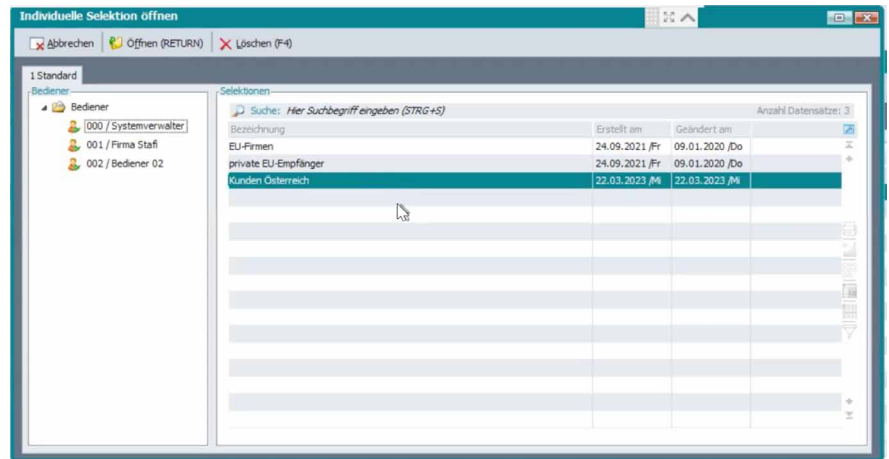 Individuelle Selektion öffnen
Abbrechen Öffnen (RETURN) Löschen (F4)
1 Standard
Bediener
Bediener
000 / Systemverwalter
001 / Firma Stafi
002 / Bediener 02
Selektionen
Suche: Hier Suchbegriff eingeben (STRG+S) Anzahl Datensätze: 3
Bezeichnung Erstellt am Geändert am
EU-Firmen 24.09.2021 /Fr 09.01.2020 /Do
private EU-Empfänger 24.09.2021 /Fr 09.01.2020 /Do
Kunden Österreich 22.03.2023 /Mi 22.03.2023 /Mi